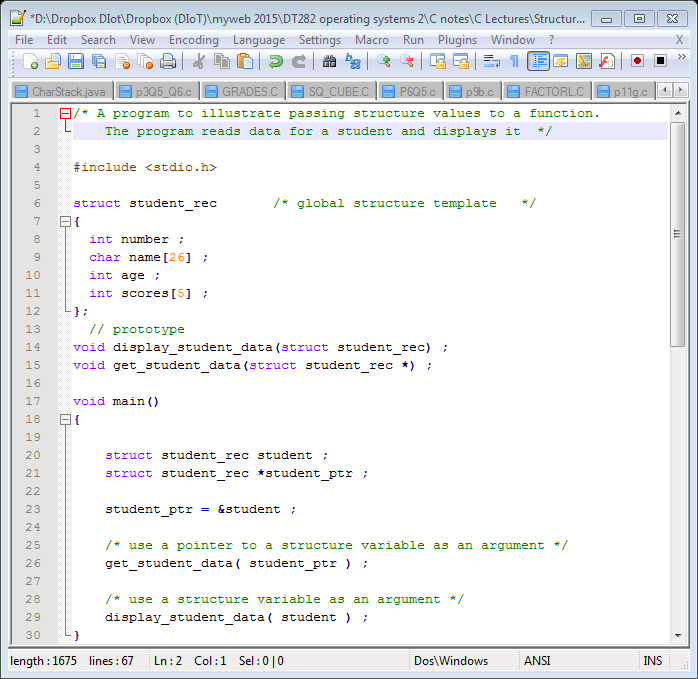 *D:\Dropbox DIot\Dropbox (DIoT)\myweb 2015\DT282 operating systems 2\C notes\C Lectures\Structur...
File Edit Search View Encoding Language Settings Macro Run Plugins Window ? X
CharStack.java p3Q5_Q6.c GRADES.C SQ_CUBE.C P6Q5.c p9b.c FACTORL.C p11g.c
1 /* A program to illustrate passing structure values to a function.
2 The program reads data for a student and displays it */
3
4 #include <stdio.h>
5
6 struct student_rec /* global structure template */
7 {
8 int number ;
9 char name[26] ;
10 int age ;
11 int scores[5] ;
12 };
13 // prototype
14 void display_student_data(struct student_rec) ;
15 void get_student_data(struct student_rec *) ;
16
17 void main()
18 {
19
20 struct student_rec student ;
21 struct student_rec *student_ptr ;
22
23 student_ptr = &student ;
24
25 /* use a pointer to a structure variable as an argument */
26 get_student_data( student_ptr ) ;
27
28 /* use a structure variable as an argument */
29 display_student_data( student ) ;
30 }
length : 1675 lines : 67 Ln : 2 Col : 1 Sel : 0 | 0 Dos\Windows ANSI INS